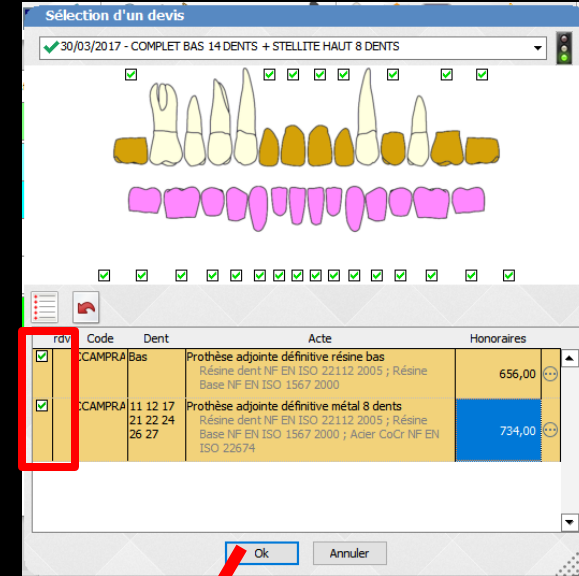 Sélection d'un devis
30/03/2017 - COMPLET BAS 14 DENTS + STELLITE HAUT 8 DENTS
rdv Code Dent Acte Honoraires
CCAMPRA Bas Prothèse adjointe définitive résine bas 656,00
Résine dent NF EN ISO 22112 2005 ; Résine
Base NF EN ISO 1567 2000
CCAMPRA 11 12 17 Prothèse adjointe définitive métal 8 dents 734,00
21 22 24 Résine dent NF EN ISO 22112 2005 ; Résine
26 27 Base NF EN ISO 1567 2000 ; Acier CoCr NF EN
ISO 22674
Ok Annuler